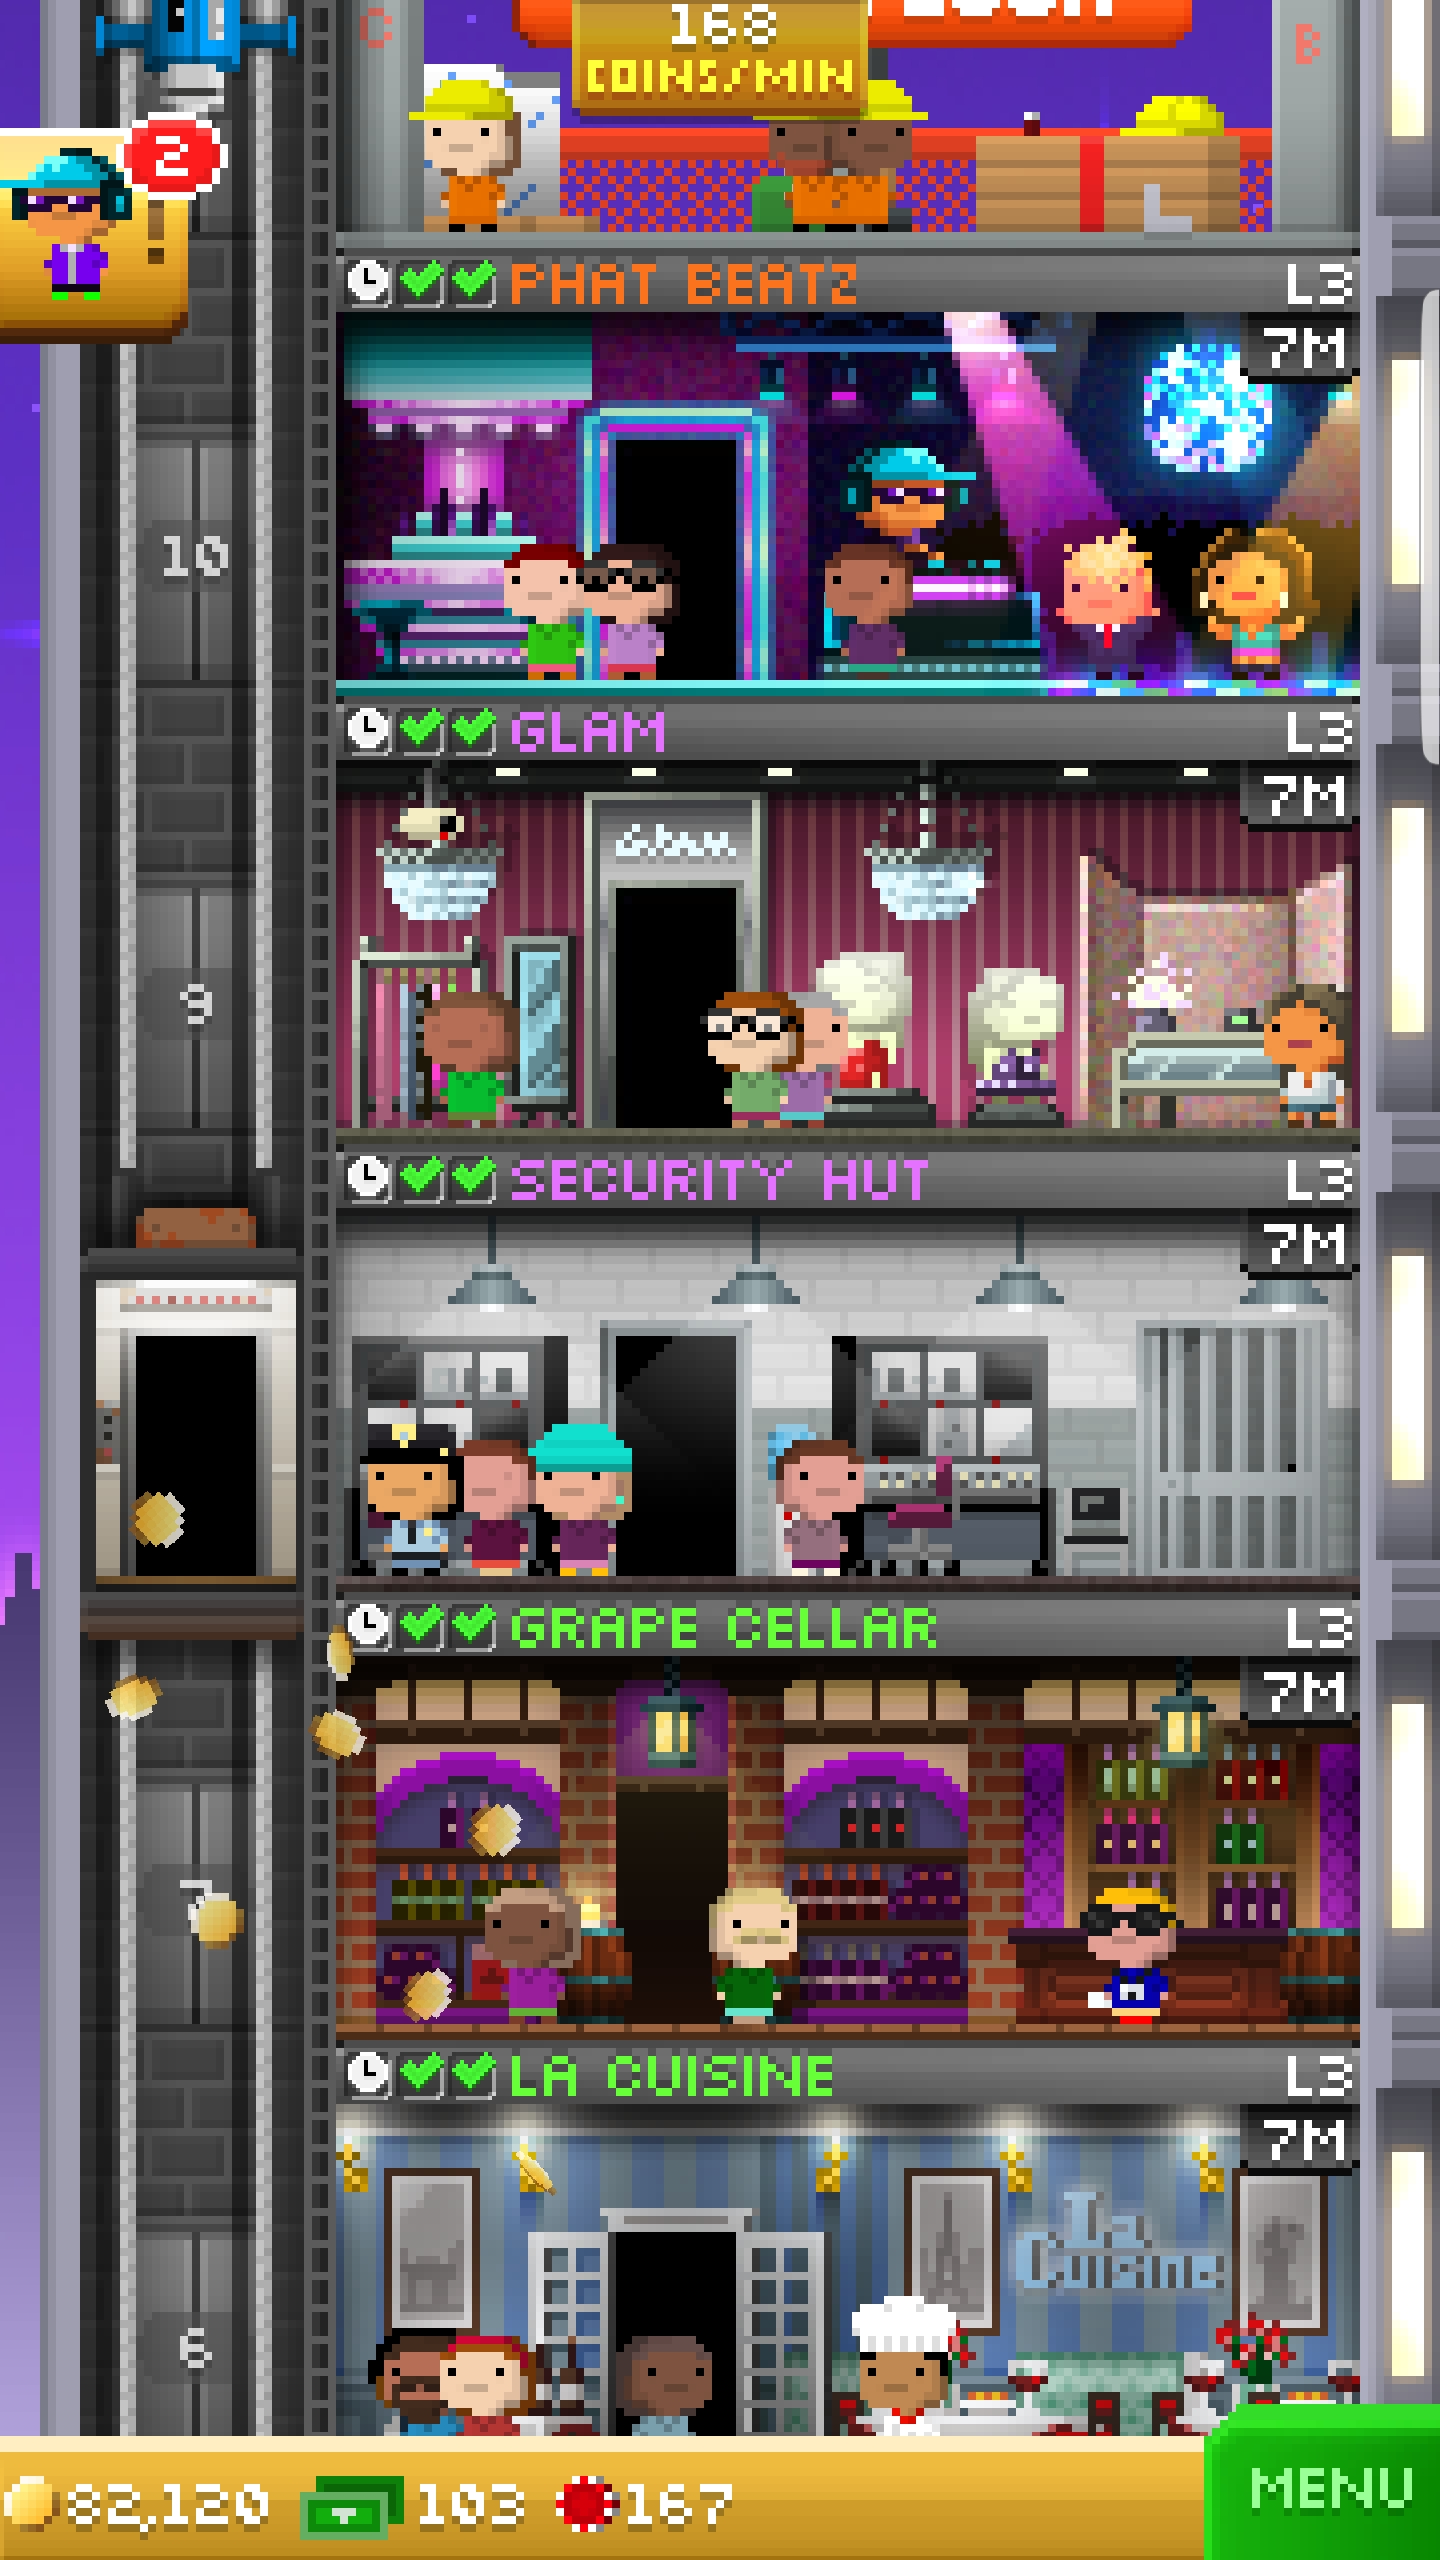 C
168
B
COINS/MIN
2
PHAT BEATZ L3
7M
10
GLAM L3
7M
Glam
9
SECURITY HUT L3
7M
GRAPE CELLAR L3
7M
7
LA CUISINE L3
7M
La
Cuisine
6
82,120 103 167
MENU